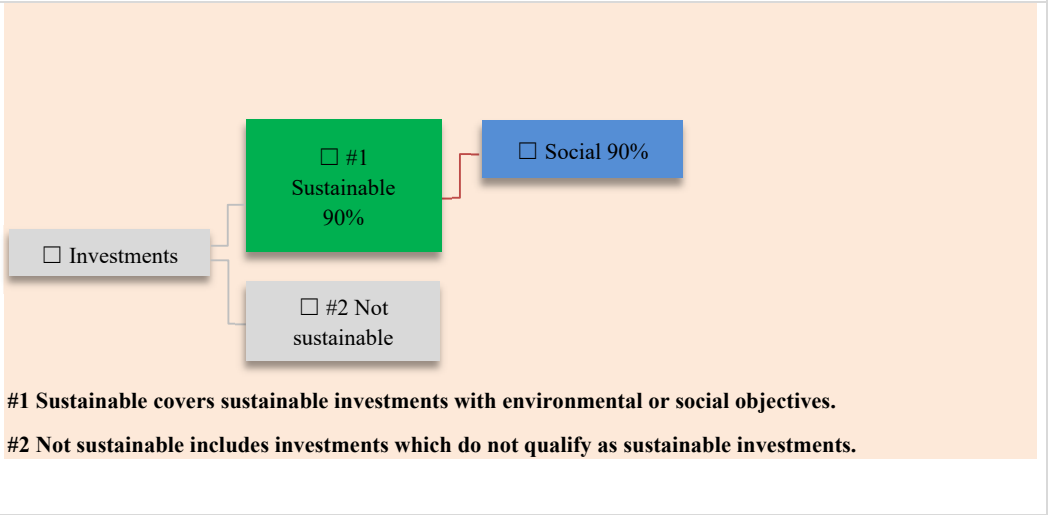 ☐ #1
Sustainable
90%
☐ Social 90%
☐ Investments
☐ #2 Not
sustainable
#1 Sustainable covers sustainable investments with environmental or social objectives.
#2 Not sustainable includes investments which do not qualify as sustainable investments.